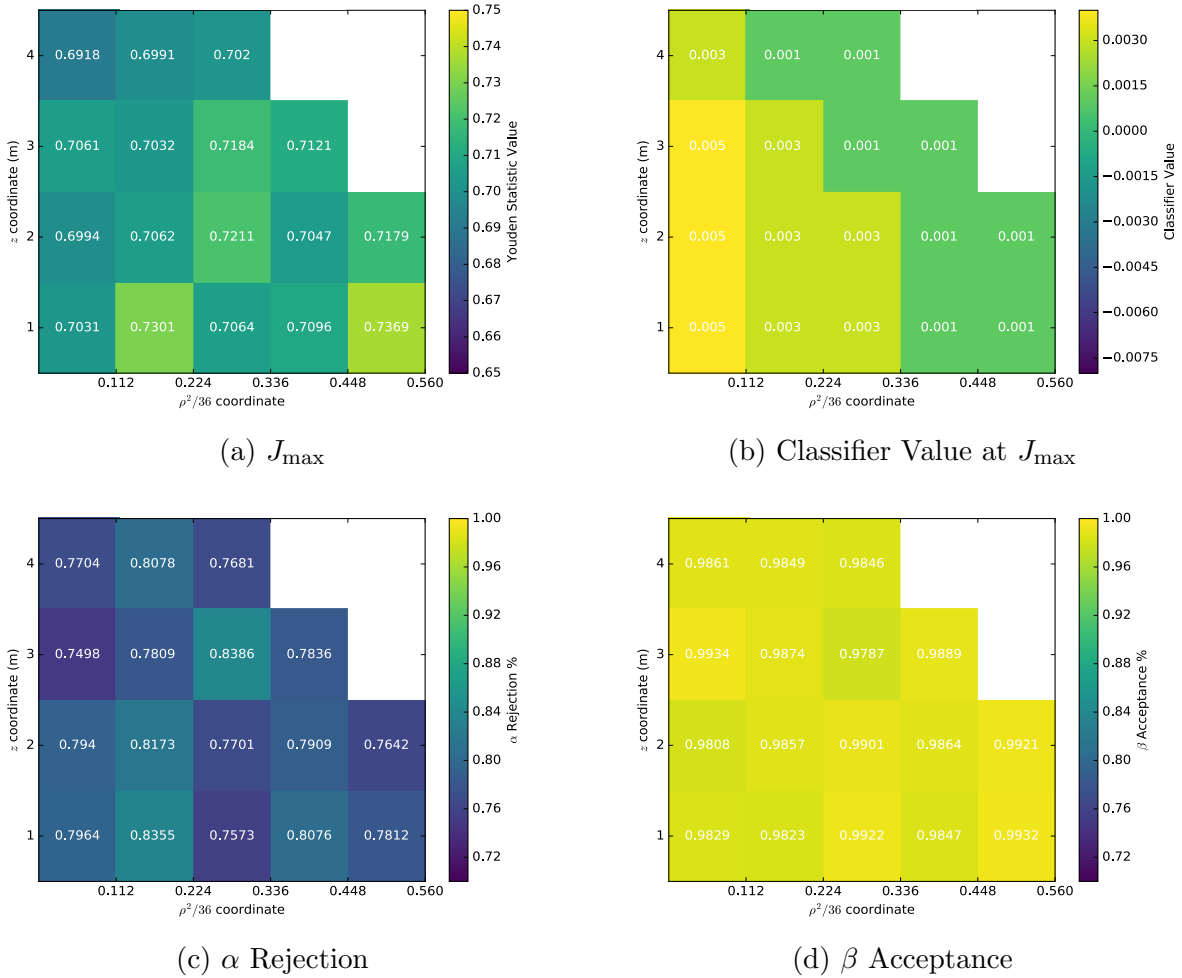 4
3
2
1
z coordinate (m)
0.6918 0.6991 0.702
0.7061 0.7032 0.7184 0.7121
0.6994 0.7062 0.7211 0.7047 0.7179
0.7031 0.7301 0.7064 0.7096 0.7369
0.112 0.224 0.336 0.448 0.560
ρ²/36 coordinate
0.75
0.74
0.73
0.72
0.71
0.70
0.69
0.68
0.67
0.66
0.65
Youden Statistic Value
(a) J_max
4
3
2
1
z coordinate (m)
0.003 0.001 0.001
0.005 0.003 0.001 0.001
0.005 0.003 0.003 0.001 0.001
0.005 0.003 0.003 0.001 0.001
0.112 0.224 0.336 0.448 0.560
ρ²/36 coordinate
0.0030
0.0015
0.0000
−0.0015
−0.0030
−0.0045
−0.0060
−0.0075
Classifier Value
(b) Classifier Value at J_max
4
3
2
1
z coordinate (m)
0.7704 0.8078 0.7681
0.7498 0.7809 0.8386 0.7836
0.794 0.8173 0.7701 0.7909 0.7642
0.7964 0.8355 0.7573 0.8076 0.7812
0.112 0.224 0.336 0.448 0.560
ρ²/36 coordinate
1.00
0.96
0.92
0.88
0.84
0.80
0.76
0.72
α Rejection %
(c) α Rejection
4
3
2
1
z coordinate (m)
0.9861 0.9849 0.9846
0.9934 0.9874 0.9787 0.9889
0.9808 0.9857 0.9901 0.9864 0.9921
0.9829 0.9823 0.9922 0.9847 0.9932
0.112 0.224 0.336 0.448 0.560
ρ²/36 coordinate
1.00
0.96
0.92
0.88
0.84
0.80
0.76
0.72
β Acceptance %
(d) β Acceptance